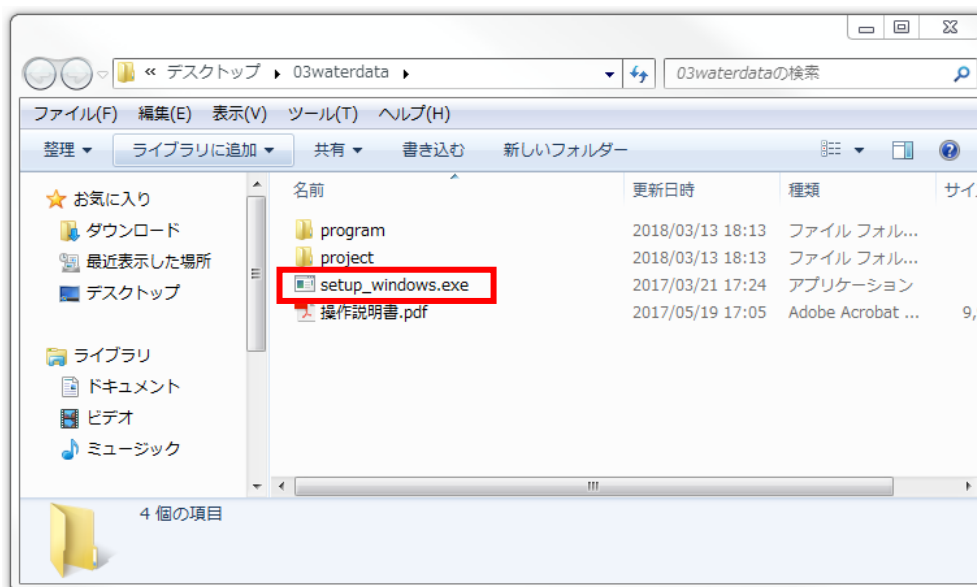 « デスクトップ ▸ 03waterdata ▸ 03waterdataの検索
ファイル(F) 編集(E) 表示(V) ツール(T) ヘルプ(H)
整理 ▼ ライブラリに追加 ▼ 共有 ▼ 書き込む 新しいフォルダー
お気に入り
ダウンロード
最近表示した場所
デスクトップ
ライブラリ
ドキュメント
ビデオ
ミュージック
名前 更新日時 種類 サイ
program 2018/03/13 18:13 ファイル フォル...
project 2018/03/13 18:13 ファイル フォル...
setup_windows.exe 2017/03/21 17:24 アプリケーション
操作説明書.pdf 2017/05/19 17:05 Adobe Acrobat ... 9,
4 個の項目